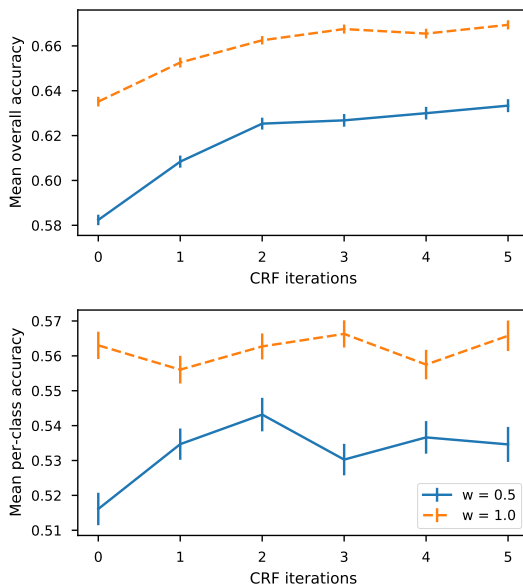 Mean overall accuracy
0.66
0.64
0.62
0.60
0.58
0 1 2 3 4 5
CRF iterations
Mean per-class accuracy
0.57
0.56
0.55
0.54
0.53
0.52
0.51
w = 0.5
w = 1.0
0 1 2 3 4 5
CRF iterations